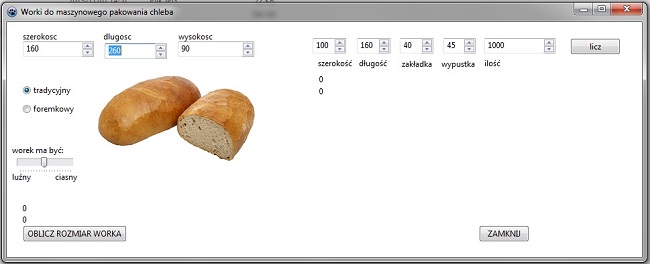 Worki do maszynowego pakowania chleba
szerokosc dlugosc wysokosc
160 260 90
100 160 40 45 1000 licz
szerokość długość zakładka wypustka ilość
0
0
tradycyjny
foremkowy
worek ma być:
luźny ciasny
0
0
OBLICZ ROZMIAR WORKA
ZAMKNIJ